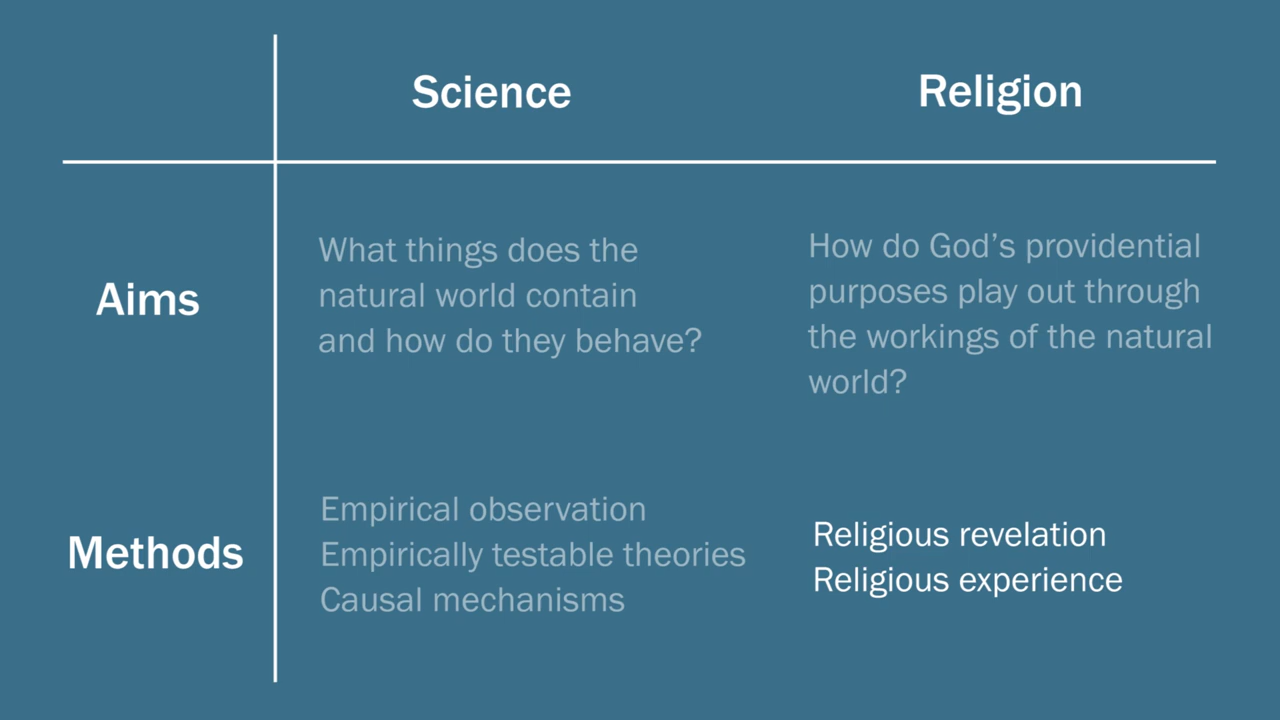 Science
Religion
Aims
What things does the
natural world contain
and how do they behave?
How do God’s providential
purposes play out through
the workings of the natural
world?
Methods
Empirical observation
Empirically testable theories
Causal mechanisms
Religious revelation
Religious experience